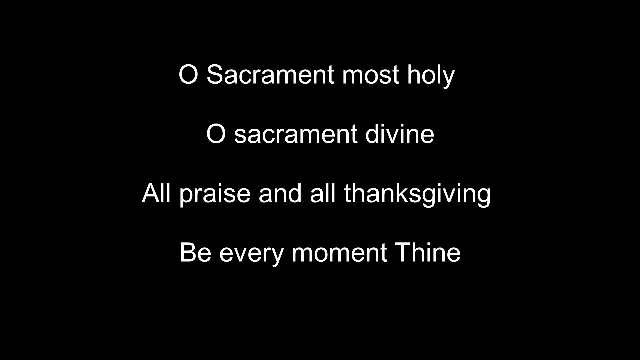 O Sacrament most holy
O sacrament divine
All praise and all thanksgiving
Be every moment Thine